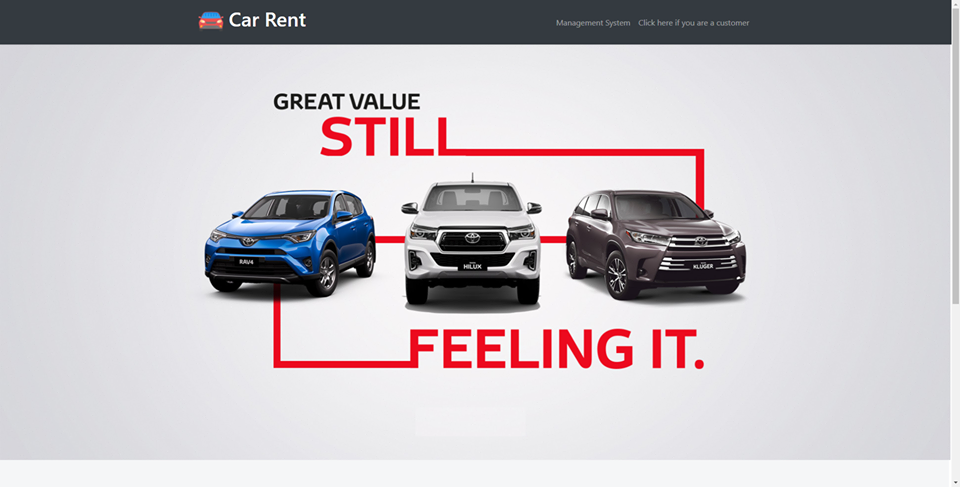 Car Rent
Management System
Click here if you are a customer
GREAT VALUE
STILL
RAV4
HILUX
KLUGER
FEELING IT.